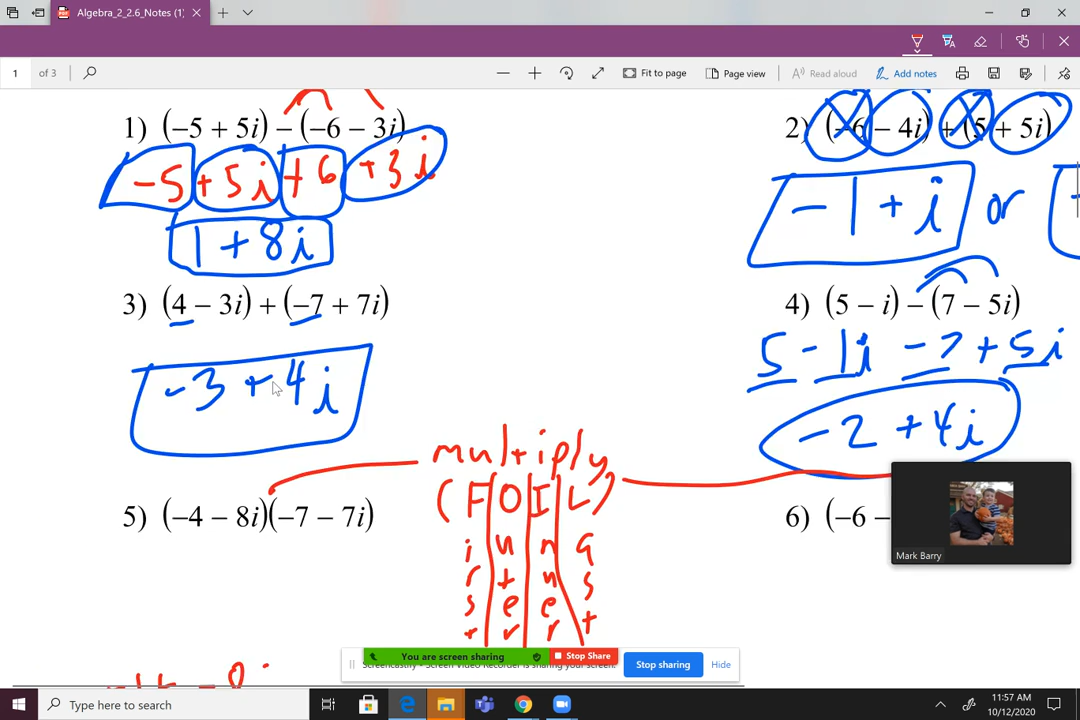 Algebra_2_2.6_Notes (1)
1 of 3
Fit to page
Page view
Read aloud
Add notes
1) (−5 + 5i) − (−6 − 3i)
-5 +5i +6 +3i
1 + 8i
2) (−6 − 4i) + (5 + 5i)
-1 + i or
3) (4 − 3i) + (−7 + 7i)
-3 + 4i
4) (5 − i) − (7 − 5i)
5 - 1i - 7 + 5i
-2 + 4i
multiply
(F O I L)
First
Outer
Inner
Last
5) (−4 − 8i)(−7 − 7i)
6) (−6 −
Mark Barry
You are screen sharing
Stop Share
Stop sharing
Hide
Type here to search
11:57 AM
10/12/2020